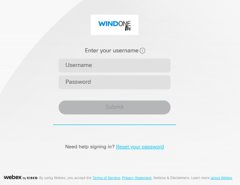 WINDONE
Enter your username
Username
Password
Submit
Need help signing in? Reset your password
webex by CISCO By using Webex, you accept the Terms of Service, Privacy Statement, Notices & Disclaimers. Learn more about Webex.